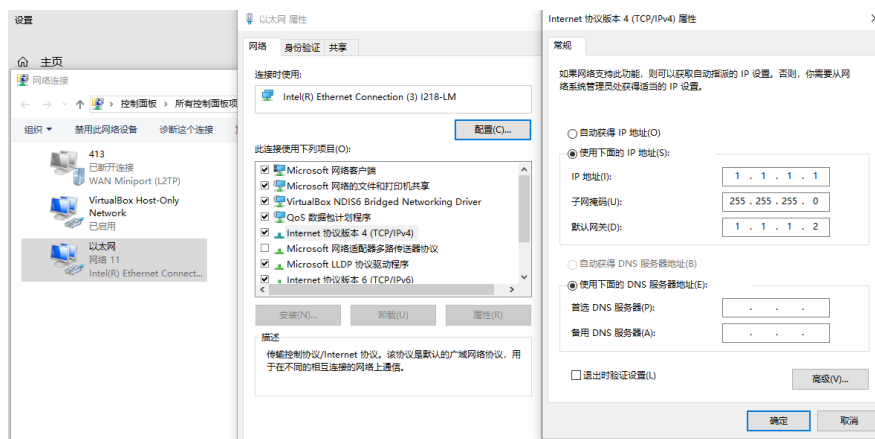 设置
主页
网络连接
控制面板 › 所有控制面板项
组织 禁用此网络设备 诊断这个连接
413
已断开连接
WAN Miniport (L2TP)
VirtualBox Host-Only
Network
已启用
以太网
网络 11
Intel(R) Ethernet Connect...
以太网 属性
网络 身份验证 共享
连接时使用:
Intel(R) Ethernet Connection (3) I218-LM
配置(C)...
此连接使用下列项目(O):
Microsoft 网络客户端
Microsoft 网络的文件和打印机共享
VirtualBox NDIS6 Bridged Networking Driver
QoS 数据包计划程序
Internet 协议版本 4 (TCP/IPv4)
Microsoft 网络适配器多路传送器协议
Microsoft LLDP 协议驱动程序
Internet 协议版本 6 (TCP/IPv6)
安装(N)... 卸载(U) 属性(R)
描述
传输控制协议/Internet 协议。该协议是默认的广域网络协议，用
于在不同的相互连接的网络上通信。
Internet 协议版本 4 (TCP/IPv4) 属性
常规
如果网络支持此功能，则可以获取自动指派的 IP 设置。否则，你需要从网
络系统管理员处获得适当的 IP 设置。
自动获得 IP 地址(O)
使用下面的 IP 地址(S):
IP 地址(I): 1 . 1 . 1 . 1
子网掩码(U): 255 . 255 . 255 . 0
默认网关(D): 1 . 1 . 1 . 2
自动获得 DNS 服务器地址(B)
使用下面的 DNS 服务器地址(E):
首选 DNS 服务器(P): . . .
备用 DNS 服务器(A): . . .
退出时验证设置(L)
高级(V)...
确定 取消